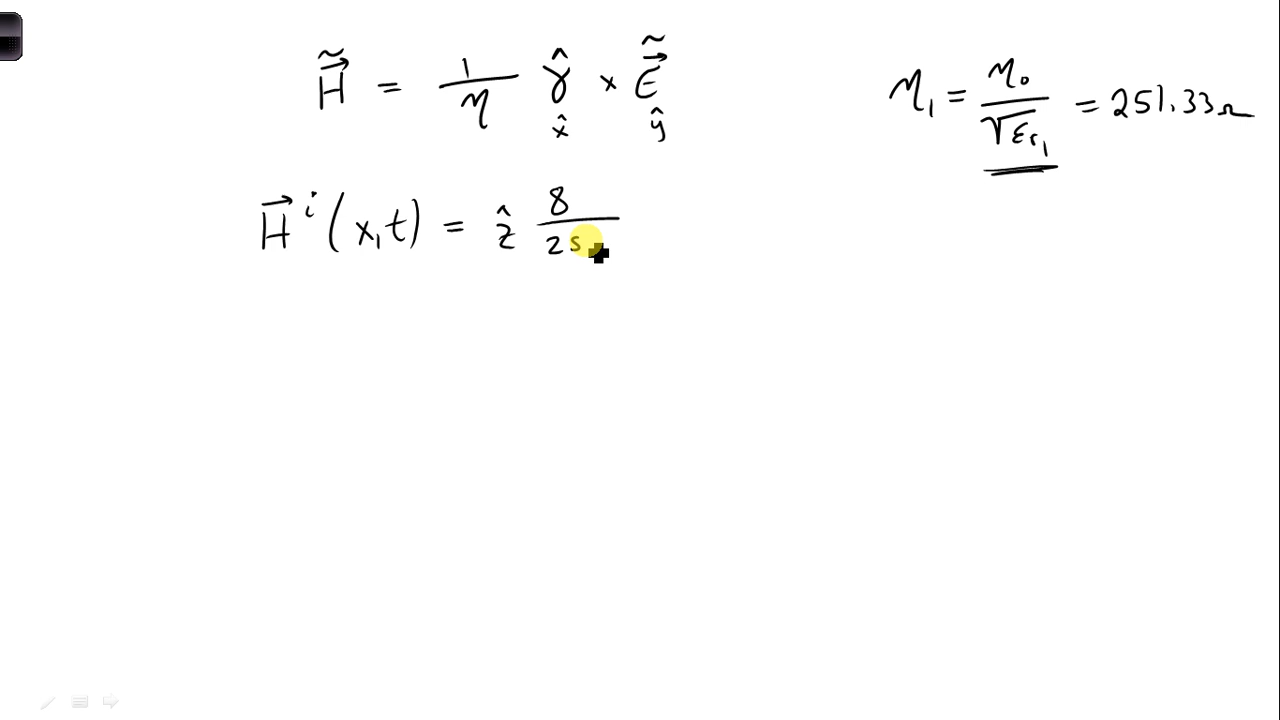 H̃⃗ = 1/η γ̂ × Ẽ⃗
x̂ ŷ
η₁ = η₀/√εr₁ = 251.33Ω
H⃗ⁱ(x,t) = ẑ 8/25